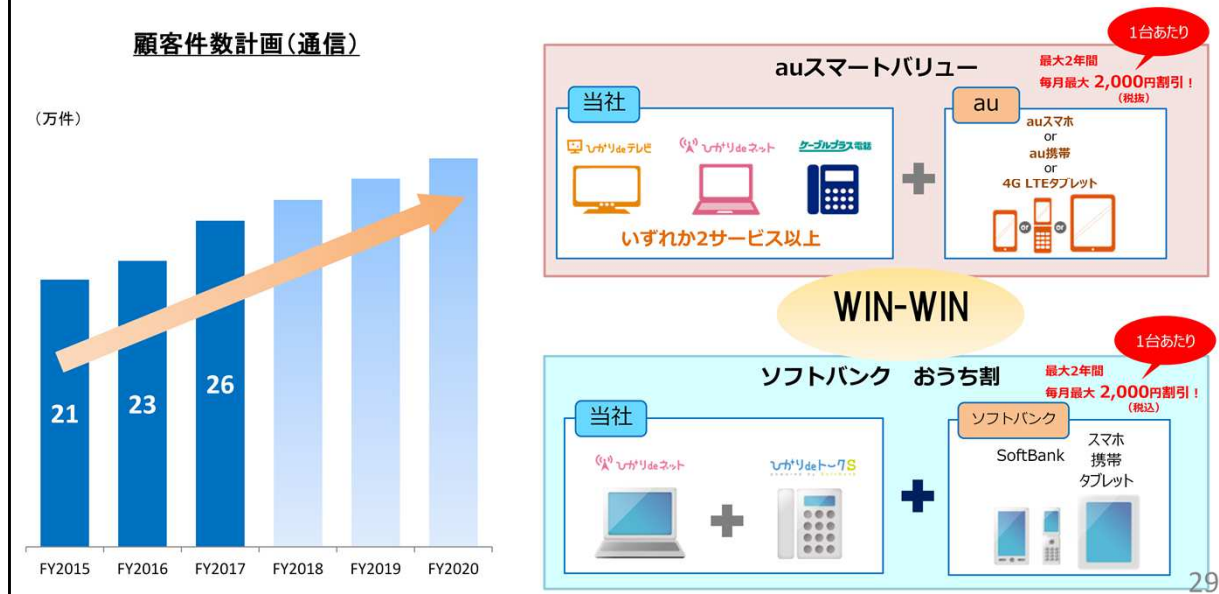 顧客件数計画(通信)
(万件)
21
23
26
FY2015
FY2016
FY2017
FY2018
FY2019
FY2020
auスマートバリュー
1台あたり
最大2年間
毎月最大 2,000円割引!
(税抜)
当社
ひかりdeテレビ
ひかりdeネット
ケーブルプラス電話
いずれか2サービス以上
au
auスマホ
or
au携帯
or
4G LTEタブレット
or
or
WIN-WIN
ソフトバンク おうち割
1台あたり
最大2年間
毎月最大 2,000円割引!
(税込)
当社
ひかりdeネット
ひかりdeトークS
ソフトバンク
SoftBank
スマホ
携帯
タブレット
29